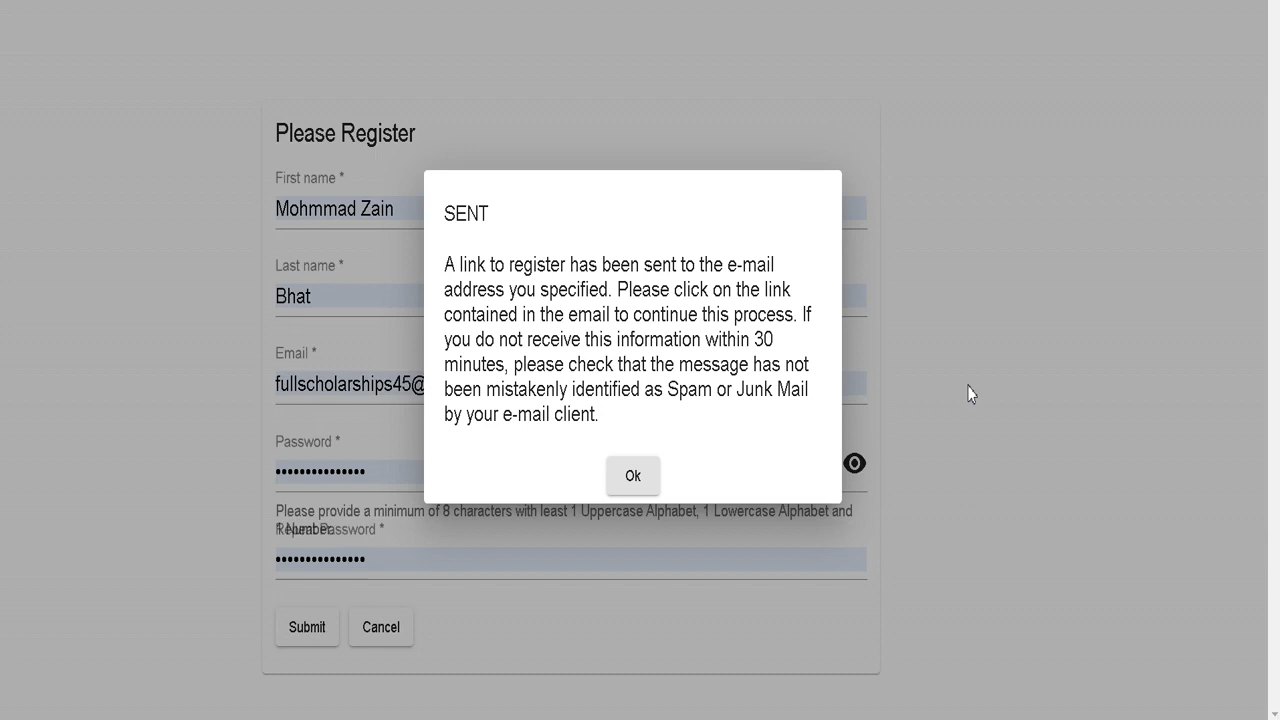 Please Register
First name *
Mohmmad Zain
Last name *
Bhat
Email *
fullscholarships45@
Password *
•••••••••••••••
Please provide a minimum of 8 characters with least 1 Uppercase Alphabet, 1 Lowercase Alphabet and
1 Number.
Repeat Password *
•••••••••••••••
Submit Cancel
SENT
A link to register has been sent to the e-mail
address you specified. Please click on the link
contained in the email to continue this process. If
you do not receive this information within 30
minutes, please check that the message has not
been mistakenly identified as Spam or Junk Mail
by your e-mail client.
Ok